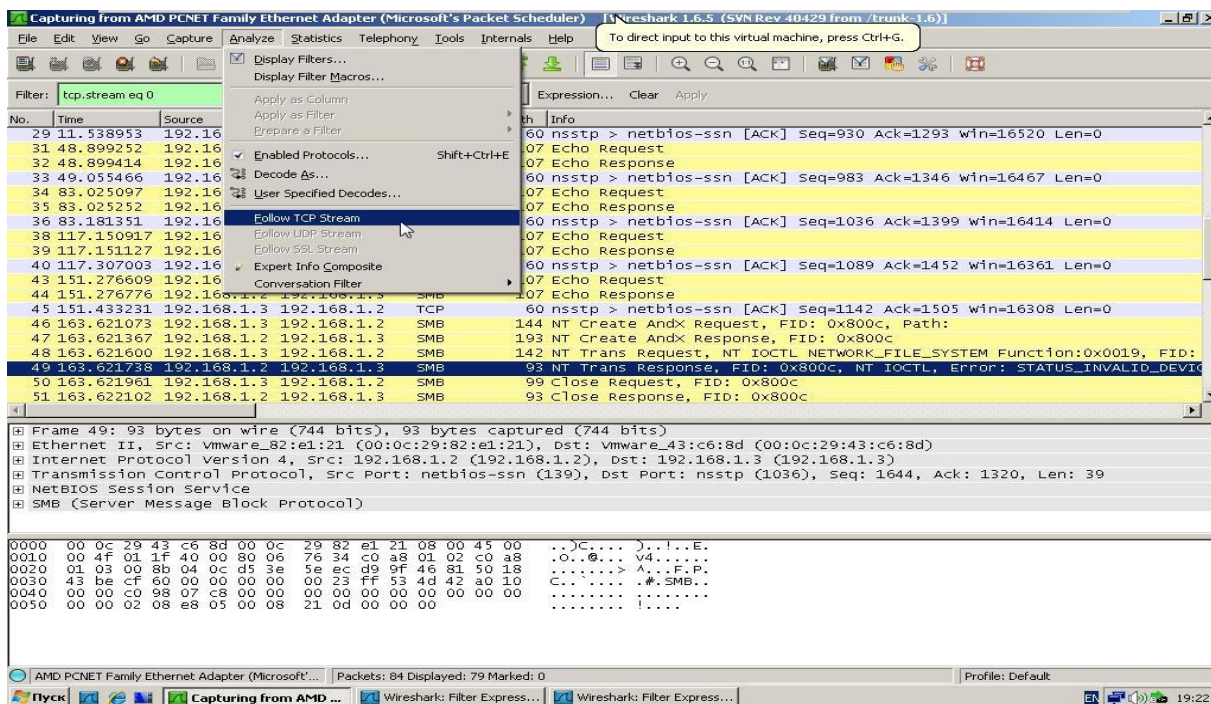 Capturing from AMD PCNET Family Ethernet Adapter (Microsoft's Packet Scheduler) [Wireshark 1.6.5 (SVN Rev 40429 from /trunk-1.6)]
File Edit View Go Capture Analyze Statistics Telephony Tools Internals Help
To direct input to this virtual machine, press Ctrl+G.
Filter: tcp.stream eq 0 Expression... Clear Apply
Display Filters...
Display Filter Macros...
Apply as Column
Apply as Filter
Prepare a Filter
Enabled Protocols... Shift+Ctrl+E
Decode As...
User Specified Decodes...
Follow TCP Stream
Follow UDP Stream
Follow SSL Stream
Expert Info Composite
Conversation Filter
No. Time Source th Info
29 11.538953 192.16 60 nsstp > netbios-ssn [ACK] Seq=930 Ack=1293 Win=16520 Len=0
31 48.899252 192.16 07 Echo Request
32 48.899414 192.16 07 Echo Response
33 49.055466 192.16 60 nsstp > netbios-ssn [ACK] Seq=983 Ack=1346 Win=16467 Len=0
34 83.025097 192.16 07 Echo Request
35 83.025252 192.16 07 Echo Response
36 83.181351 192.16 60 nsstp > netbios-ssn [ACK] Seq=1036 Ack=1399 Win=16414 Len=0
38 117.150917 192.16 07 Echo Request
39 117.151127 192.16 07 Echo Response
40 117.307003 192.16 60 nsstp > netbios-ssn [ACK] Seq=1089 Ack=1452 Win=16361 Len=0
43 151.276609 192.16 07 Echo Request
44 151.276776 192.168.1.2 192.168.1.3 SMB 107 Echo Response
45 151.433231 192.168.1.3 192.168.1.2 TCP 60 nsstp > netbios-ssn [ACK] Seq=1142 Ack=1505 Win=16308 Len=0
46 163.621073 192.168.1.3 192.168.1.2 SMB 144 NT Create AndX Request, FID: 0x800c, Path:
47 163.621367 192.168.1.2 192.168.1.3 SMB 193 NT Create AndX Response, FID: 0x800c
48 163.621600 192.168.1.3 192.168.1.2 SMB 142 NT Trans Request, NT IOCTL NETWORK_FILE_SYSTEM Function:0x0019, FID:
49 163.621738 192.168.1.2 192.168.1.3 SMB 93 NT Trans Response, FID: 0x800c, NT IOCTL, Error: STATUS_INVALID_DEVIC
50 163.621961 192.168.1.3 192.168.1.2 SMB 99 Close Request, FID: 0x800c
51 163.622102 192.168.1.2 192.168.1.3 SMB 93 Close Response, FID: 0x800c
Frame 49: 93 bytes on wire (744 bits), 93 bytes captured (744 bits)
Ethernet II, Src: Vmware_82:e1:21 (00:0c:29:82:e1:21), Dst: Vmware_43:c6:8d (00:0c:29:43:c6:8d)
Internet Protocol Version 4, Src: 192.168.1.2 (192.168.1.2), Dst: 192.168.1.3 (192.168.1.3)
Transmission Control Protocol, Src Port: netbios-ssn (139), Dst Port: nsstp (1036), Seq: 1644, Ack: 1320, Len: 39
NetBIOS Session Service
SMB (Server Message Block Protocol)
0000 00 0c 29 43 c6 8d 00 0c 29 82 e1 21 08 00 45 00 ..)C.... )..!..E.
0010 00 4f 01 1f 40 00 80 06 76 34 c0 a8 01 02 c0 a8 .O..@... v4......
0020 01 03 00 8b 04 0c d5 3e 5e ec d9 9f 46 81 50 18 .......> ^...F.P.
0030 43 be cf 60 00 00 00 00 00 23 ff 53 4d 42 a0 10 C..`.... .#.SMB..
0040 00 00 c0 98 07 c8 00 00 00 00 00 00 00 00 00 00 ........ ........
0050 00 00 02 08 e8 05 00 08 21 0d 00 00 00 ........ !....
AMD PCNET Family Ethernet Adapter (Microsoft'... Packets: 84 Displayed: 79 Marked: 0 Profile: Default
Пуск Capturing from AMD ... Wireshark: Filter Express... Wireshark: Filter Express... EN 19:22